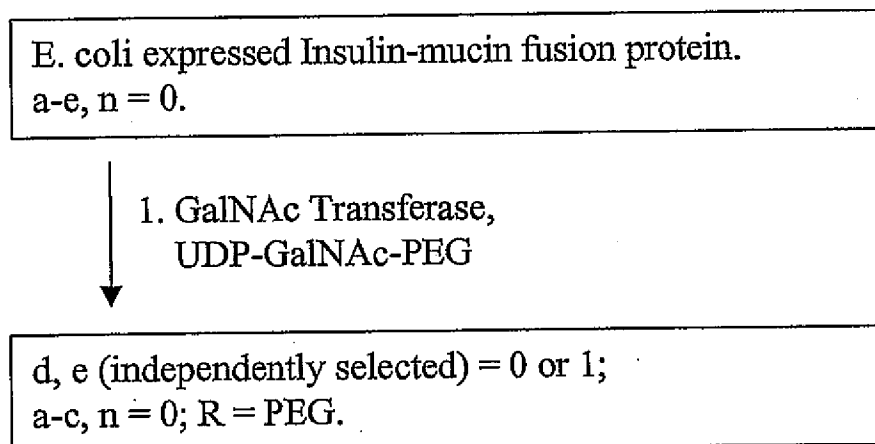 E. coli expressed Insulin-mucin fusion protein.
a-e, n = 0.
1. GalNAc Transferase,
UDP-GalNAc-PEG
d, e (independently selected) = 0 or 1;
a-c, n = 0; R = PEG.